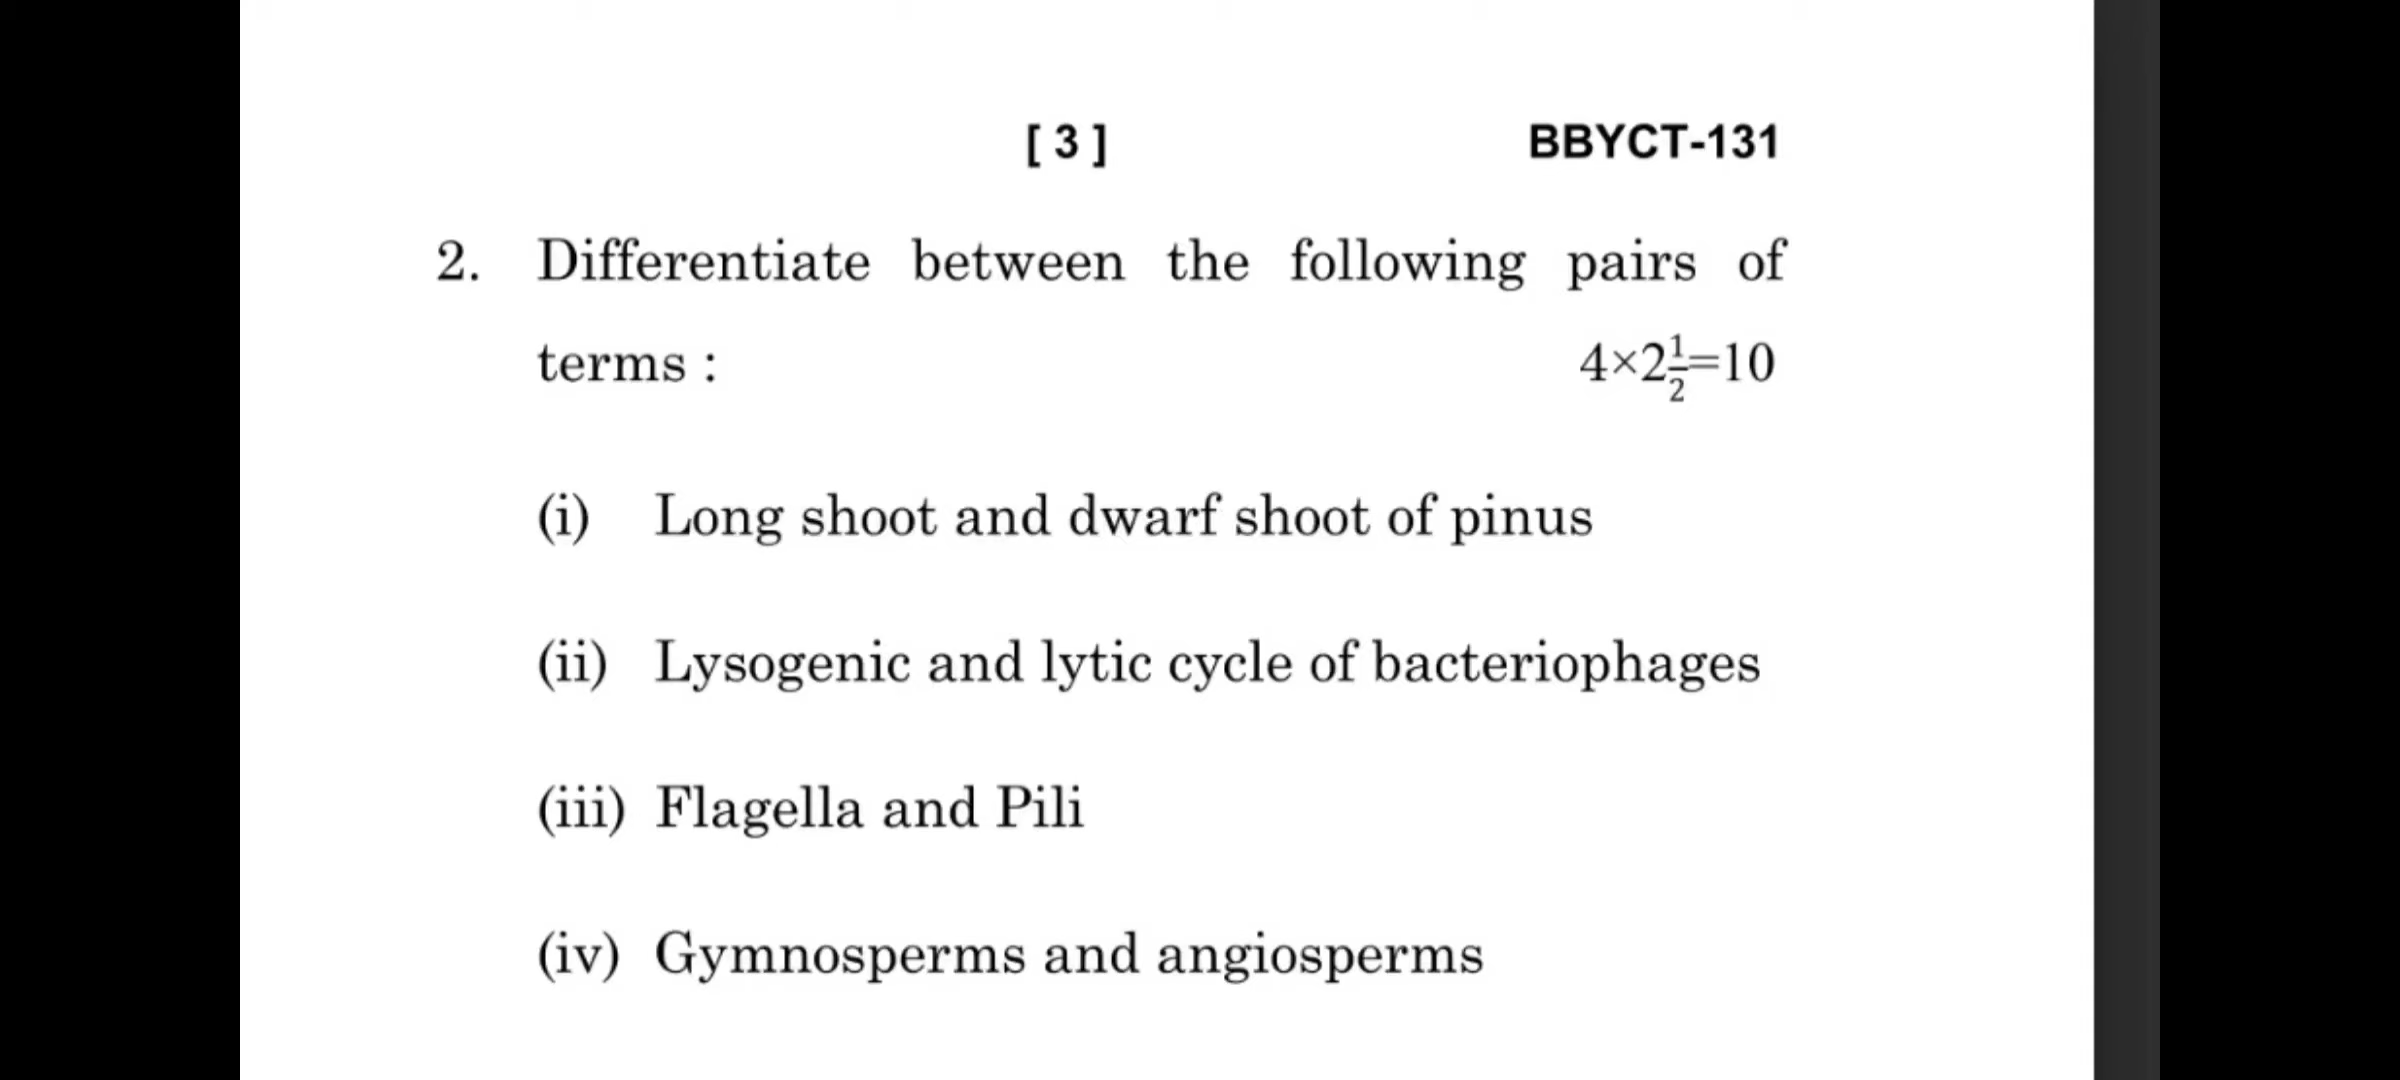 [ 3 ] BBYCT-131
2. Differentiate between the following pairs of
terms : 4×2½=10
(i) Long shoot and dwarf shoot of pinus
(ii) Lysogenic and lytic cycle of bacteriophages
(iii) Flagella and Pili
(iv) Gymnosperms and angiosperms